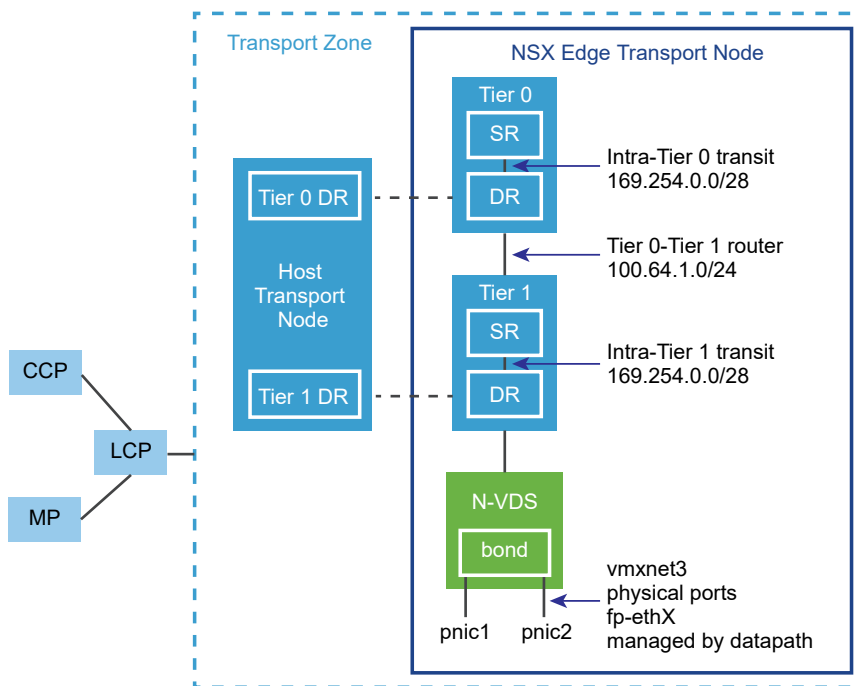 Transport Zone
NSX Edge Transport Node
Tier 0
SR
Intra-Tier 0 transit
169.254.0.0/28
Tier 0 DR
DR
Tier 0-Tier 1 router
100.64.1.0/24
Host
Transport
Node
Tier 1
SR
Intra-Tier 1 transit
169.254.0.0/28
CCP
Tier 1 DR
DR
LCP
MP
N-VDS
bond
vmxnet3
physical ports
fp-ethX
managed by datapath
pnic1
pnic2